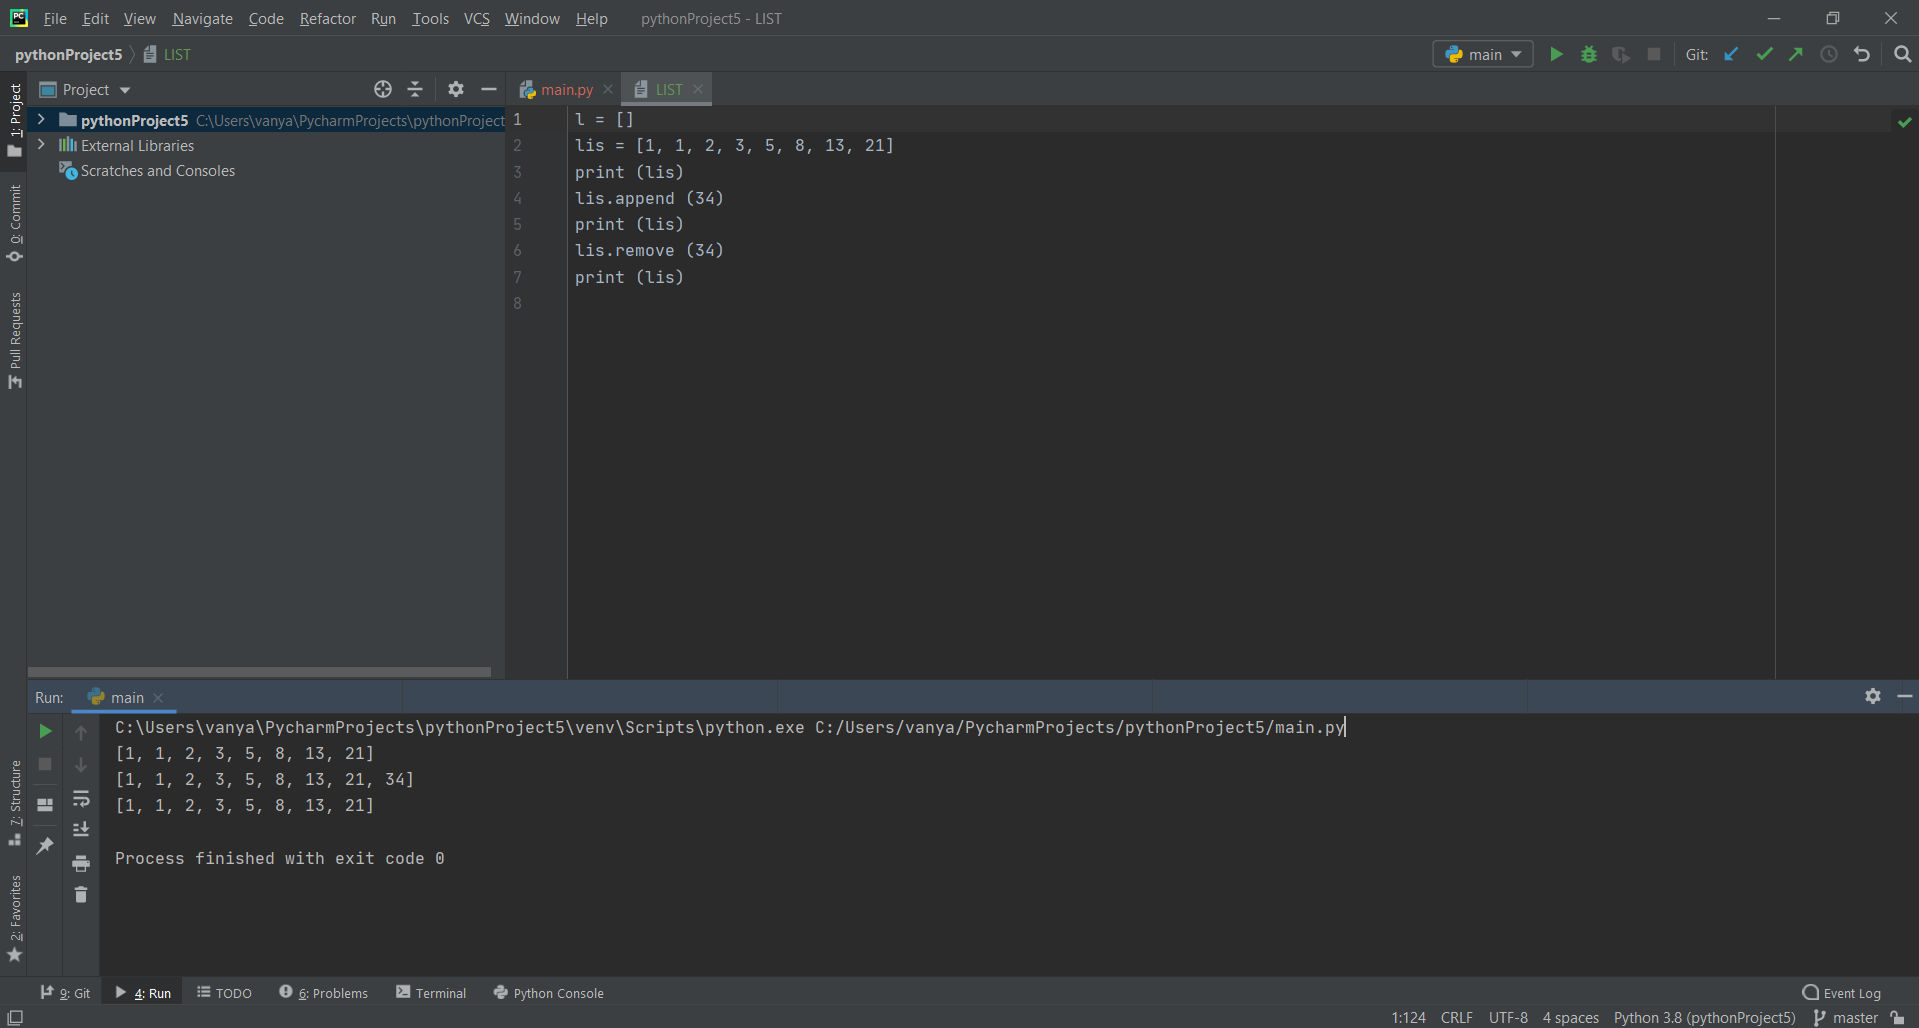 PC File Edit View Navigate Code Refactor Run Tools VCS Window Help pythonProject5 - LIST
pythonProject5 LIST main Git:
1: Project
0: Commit
Pull Requests
7: Structure
2: Favorites
Project
pythonProject5 C:\Users\vanya\PycharmProjects\pythonProject
External Libraries
Scratches and Consoles
main.py LIST
1 l = []
2 lis = [1, 1, 2, 3, 5, 8, 13, 21]
3 print (lis)
4 lis.append (34)
5 print (lis)
6 lis.remove (34)
7 print (lis)
8
Run: main
C:\Users\vanya\PycharmProjects\pythonProject5\venv\Scripts\python.exe C:/Users/vanya/PycharmProjects/pythonProject5/main.py
[1, 1, 2, 3, 5, 8, 13, 21]
[1, 1, 2, 3, 5, 8, 13, 21, 34]
[1, 1, 2, 3, 5, 8, 13, 21]
Process finished with exit code 0
9: Git 4: Run TODO 6: Problems Terminal Python Console Event Log
1:124 CRLF UTF-8 4 spaces Python 3.8 (pythonProject5) master